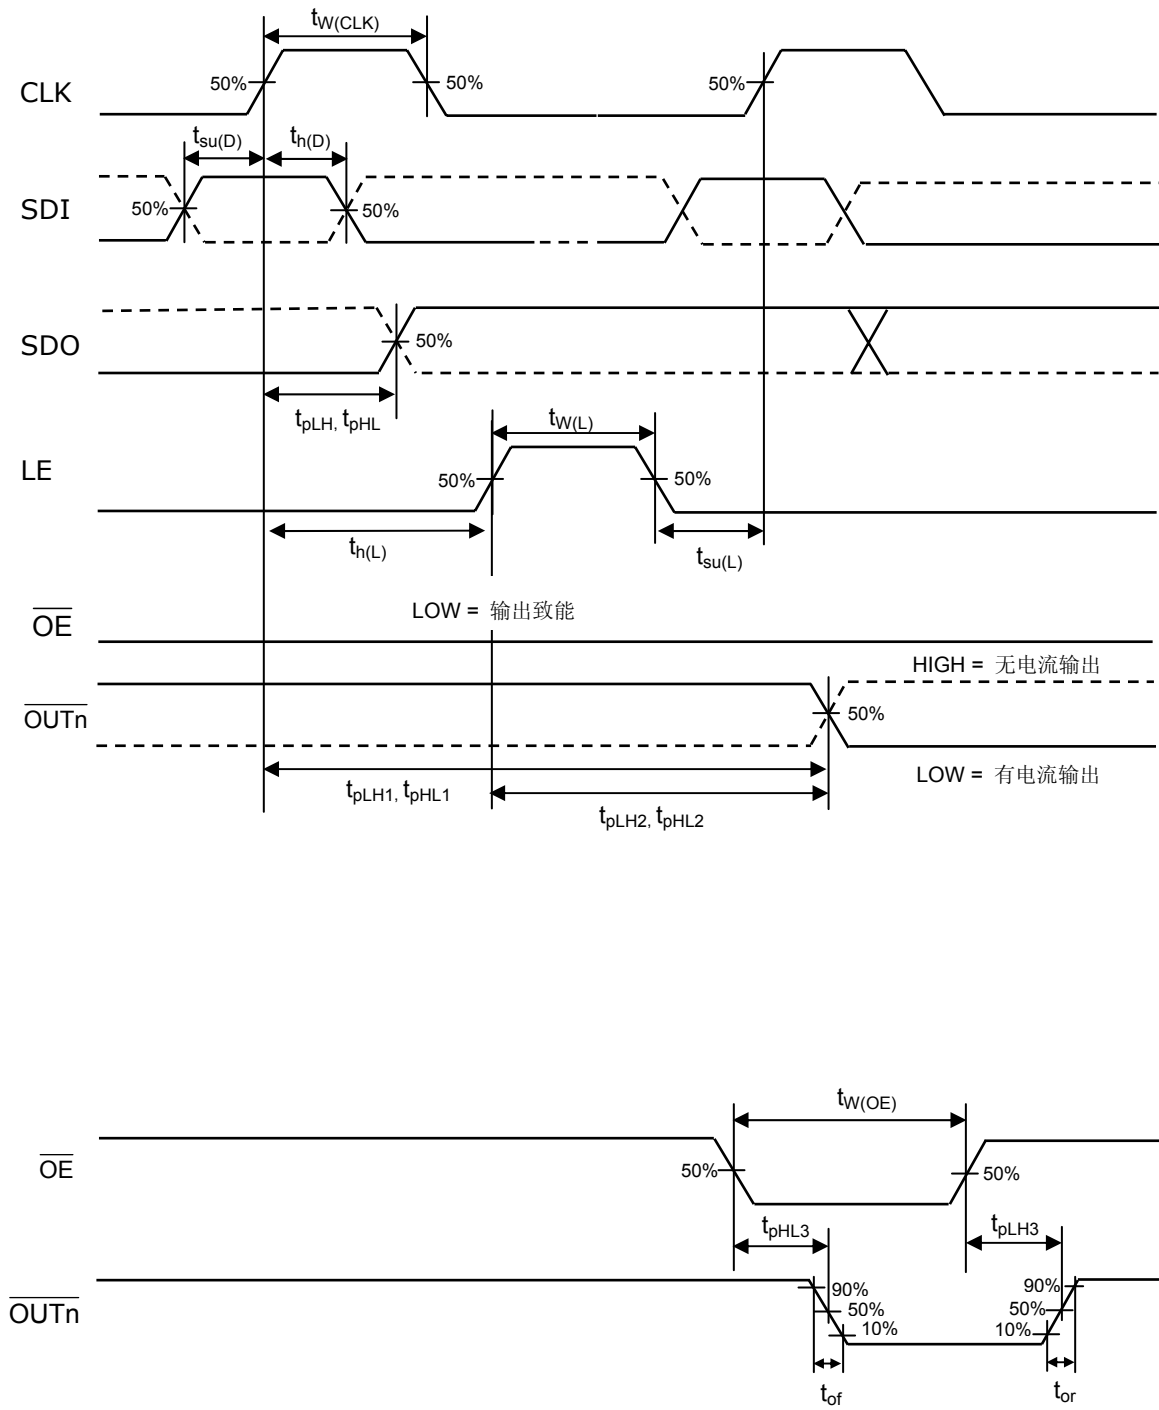 tW(CLK)
CLK
50%
50%
50%
tsu(D)
th(D)
SDI
50%
50%
SDO
50%
tpLH, tpHL
tW(L)
LE
50%
50%
th(L)
tsu(L)
LOW = 输出致能
OE
HIGH = 无电流输出
OUTn
50%
LOW = 有电流输出
tpLH1, tpHL1
tpLH2, tpHL2
tW(OE)
OE
50%
50%
tpHL3
tpLH3
OUTn
90%
50%
10%
90%
50%
10%
tof
tor